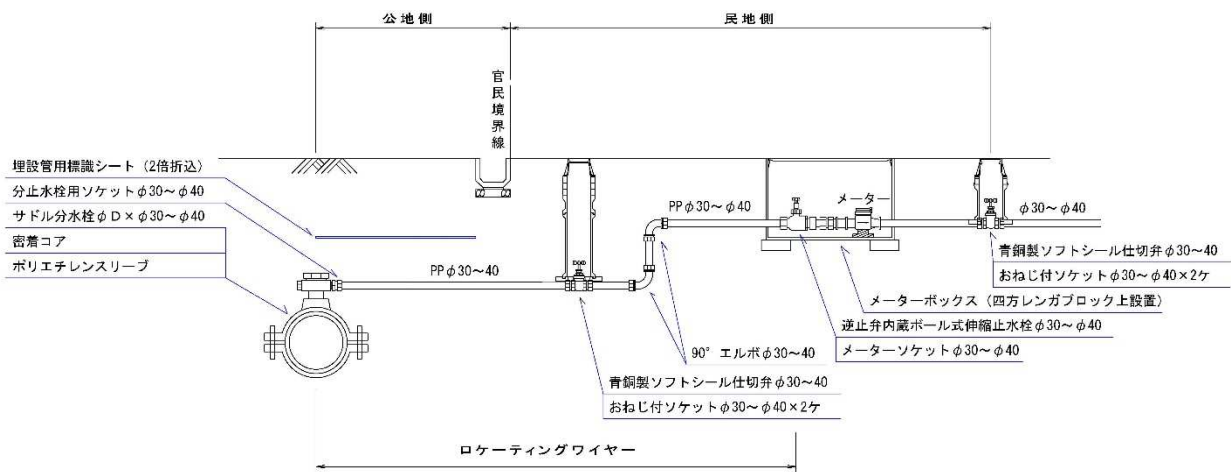 公地側
民地側
官民境界線
埋設管用標識シート（2倍折込）
分止水栓用ソケットφ30～φ40
サドル分水栓φD×φ30～φ40
密着コア
ポリエチレンスリーブ
PPφ30～40
PPφ30～φ40
メーター
φ30～φ40
青銅製ソフトシール仕切弁φ30～40
おねじ付ソケットφ30～φ40×2ケ
メーターボックス（四方レンガブロック上設置）
逆止弁内蔵ボール式伸縮止水栓φ30～φ40
メーターソケットφ30～φ40
90°エルボφ30～40
青銅製ソフトシール仕切弁φ30～40
おねじ付ソケットφ30～φ40×2ケ
ロケーティングワイヤー